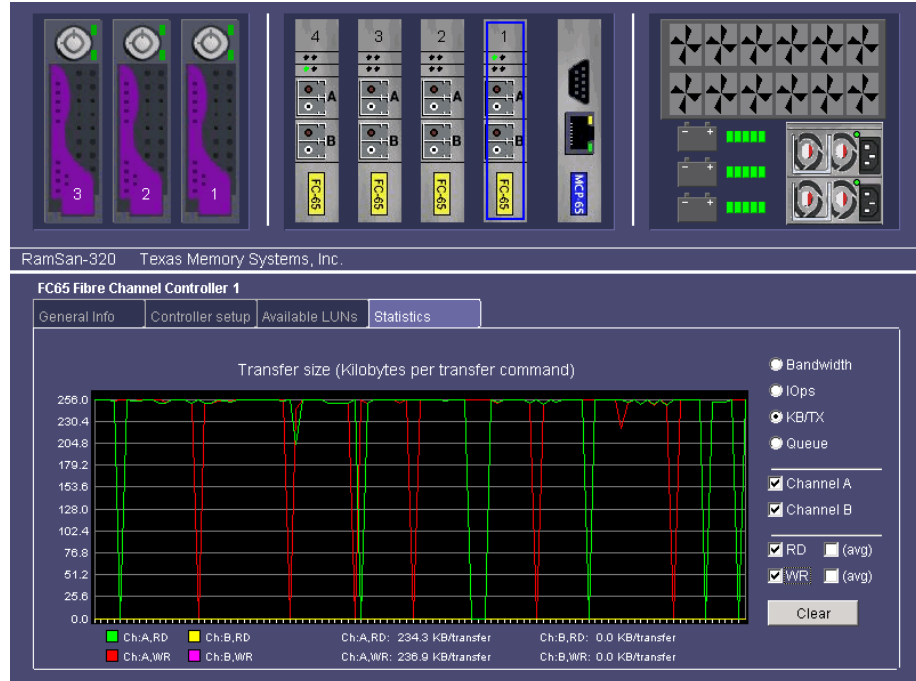 4 3 2 1
A A A A
B B B B
3 2 1
FC-65 FC-65 FC-65 FC-65 MCP-65
- +
- +
- +
RamSan-320 Texas Memory Systems, Inc.
FC65 Fibre Channel Controller 1
General Info Controller setup Available LUNs Statistics
Transfer size (Kilobytes per transfer command)
256.0
230.4
204.8
179.2
153.6
128.0
102.4
76.8
51.2
25.6
0.0
Ch:A,RD Ch:B,RD Ch:A,RD: 234.3 KB/transfer Ch:B,RD: 0.0 KB/transfer
Ch:A,WR Ch:B,WR Ch:A,WR: 236.9 KB/transfer Ch:B,WR: 0.0 KB/transfer
Bandwidth
IOps
KB/TX
Queue
Channel A
Channel B
RD (avg)
WR (avg)
Clear